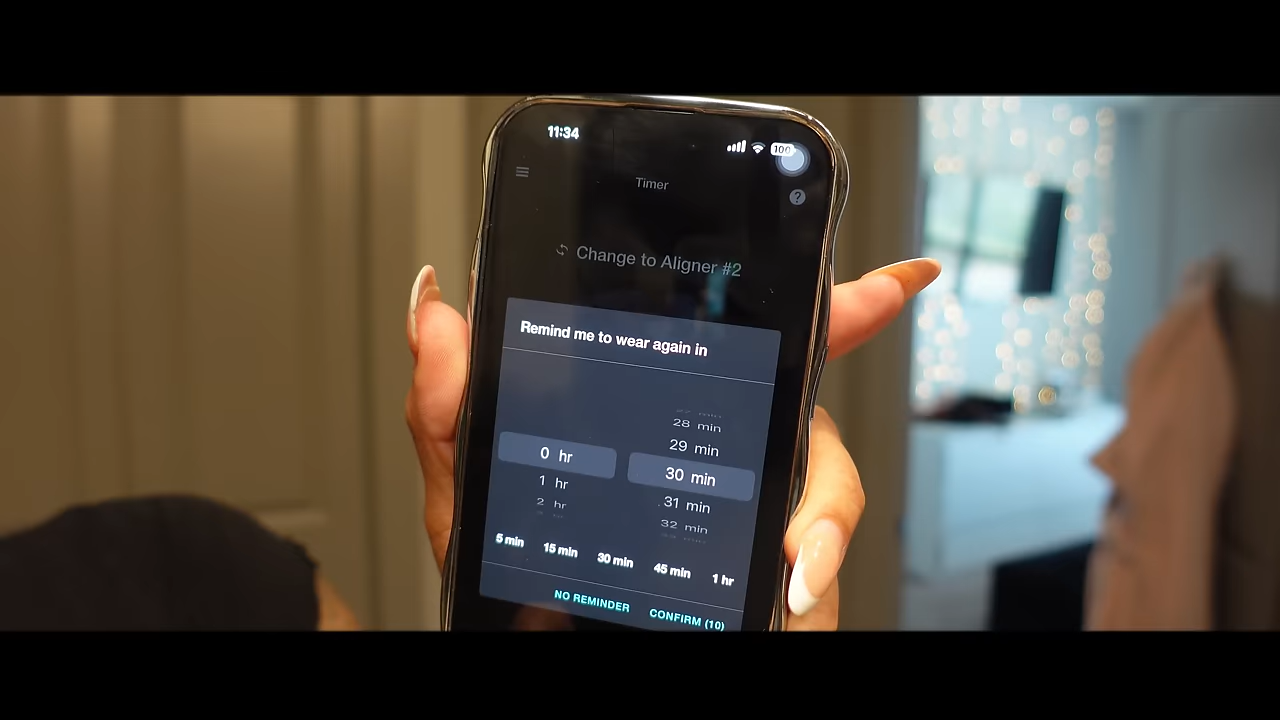 11:34
100
Timer
?
Change to Aligner #2
Remind me to wear again in
28 min
29 min
0 hr 30 min
1 hr 31 min
2 hr 32 min
5 min 15 min 30 min 45 min 1 hr
NO REMINDER CONFIRM (10)